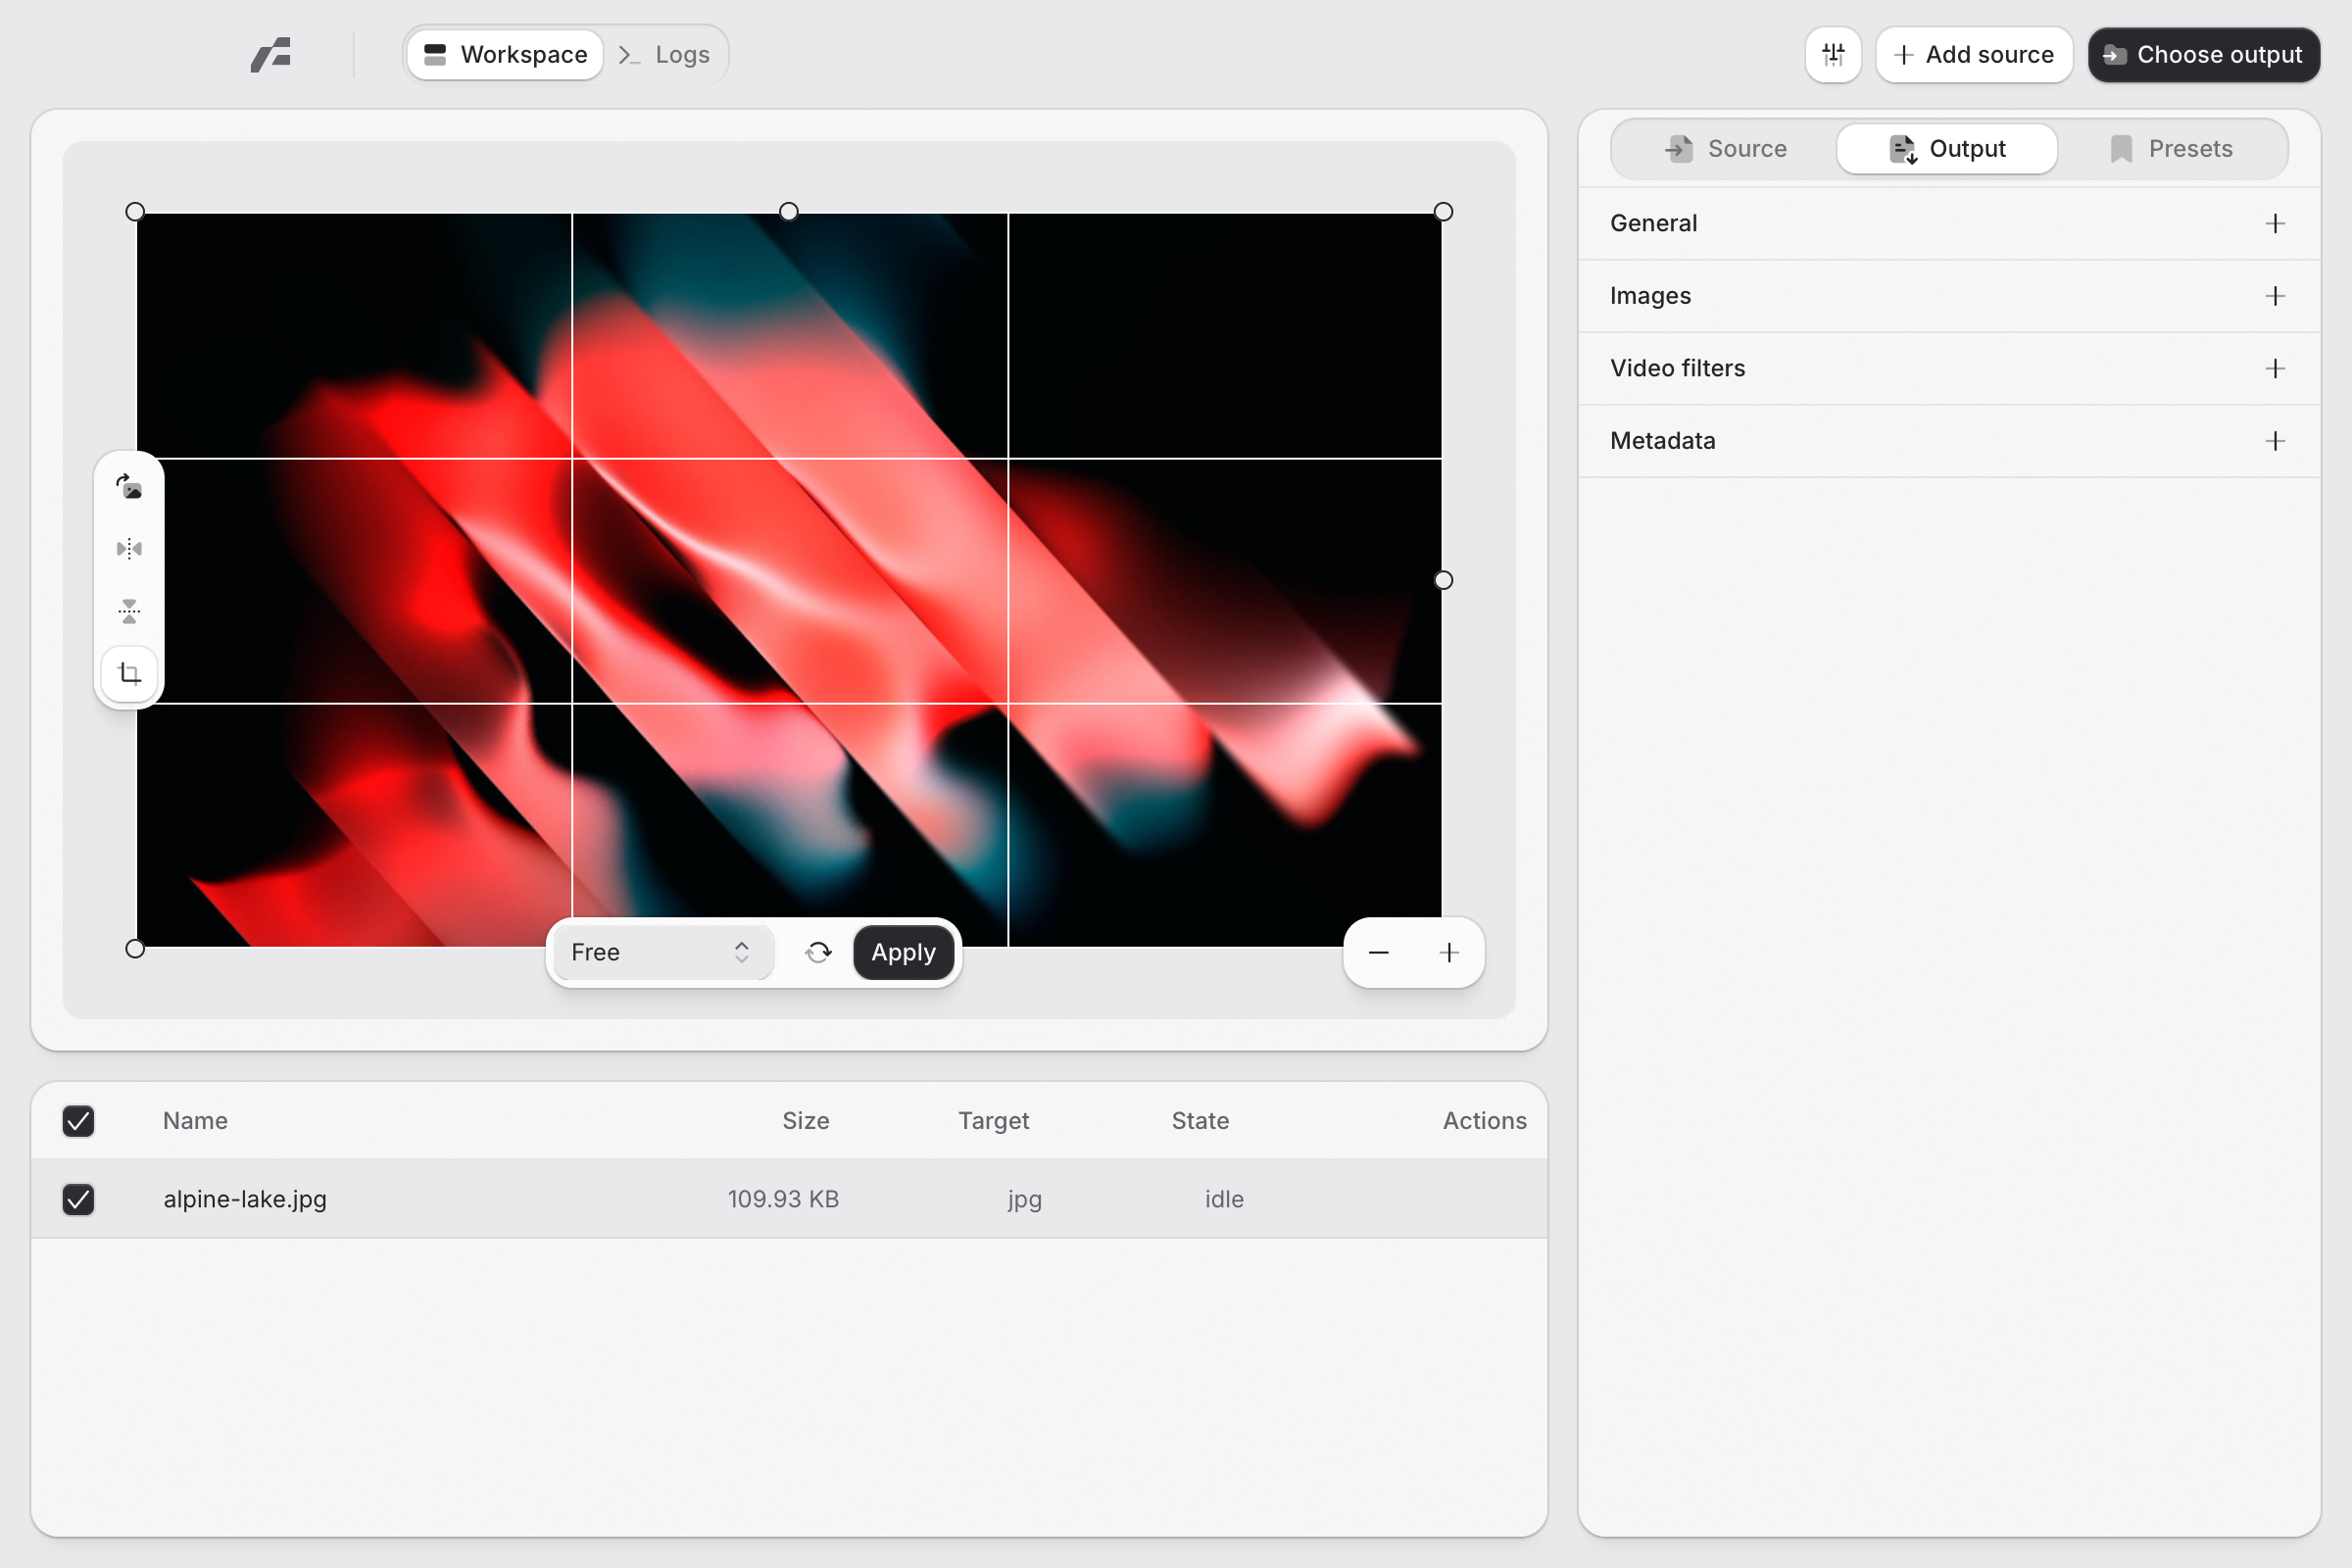 Workspace
Logs
Add source
Choose output
Source
Output
Presets
General
Images
Video filters
Metadata
Free
Apply
Name Size Target State Actions
alpine-lake.jpg 109.93 KB jpg idle